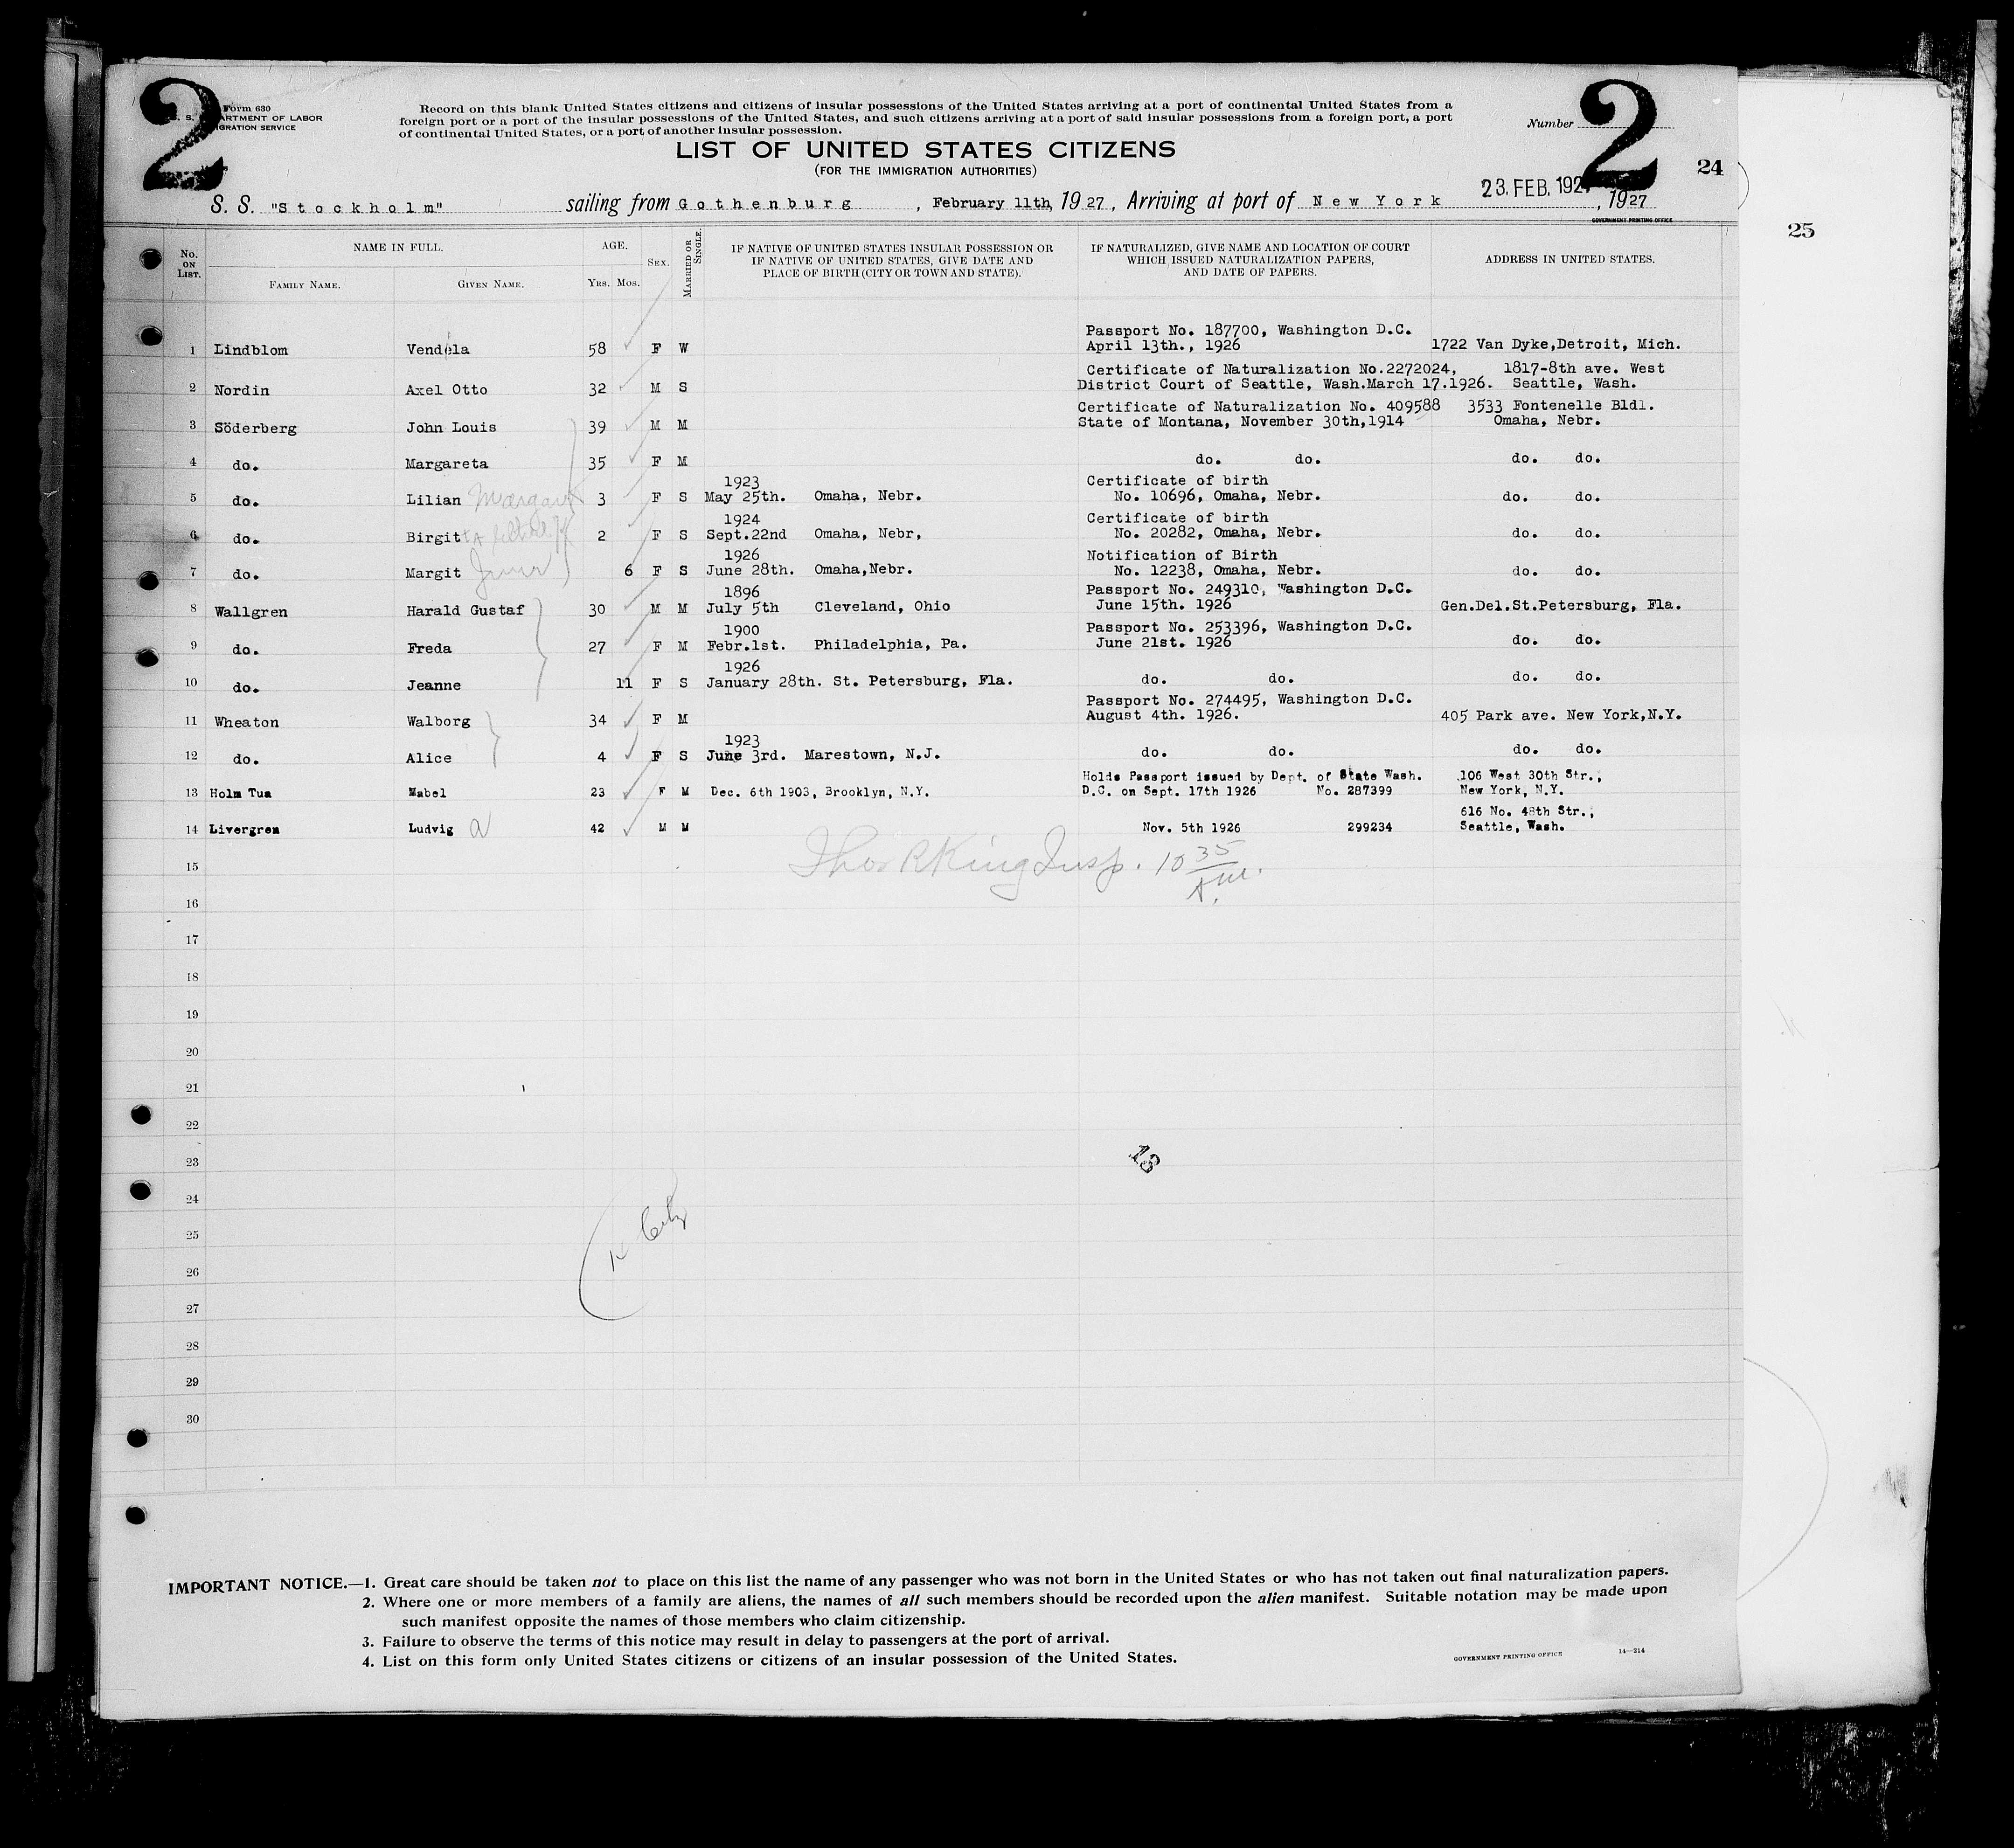 2
2
Form 630
ARTMENT OF LABOR
GRATION SERVICE
Record on this blank United States citizens and citizens of insular possessions of the United States arriving at a port of continental United States from a
foreign port or a port of the insular possessions of the United States, and such citizens arriving at a port of said insular possessions from a foreign port, a port
of continental United States, or a port of another insular possession.
Number
LIST OF UNITED STATES CITIZENS
(FOR THE IMMIGRATION AUTHORITIES)
24
25
S. S. "Stockholm" sailing from Gothenburg, February 11th, 1927, Arriving at port of New York 23. FEB. 192 , 1927
GOVERNMENT PRINTING OFFICE
No. ON LIST. NAME IN FULL. FAMILY NAME. GIVEN NAME. AGE. YRS. MOS. SEX. MARRIED OR SINGLE. IF NATIVE OF UNITED STATES INSULAR POSSESSION OR IF NATIVE OF UNITED STATES, GIVE DATE AND PLACE OF BIRTH (CITY OR TOWN AND STATE). IF NATURALIZED, GIVE NAME AND LOCATION OF COURT WHICH ISSUED NATURALIZATION PAPERS, AND DATE OF PAPERS. ADDRESS IN UNITED STATES.
Passport No. 187700, Washington D.C.
1 Lindblom Vendela 58 F W April 13th., 1926 1722 Van Dyke,Detroit, Mich.
Certificate of Naturalization No.2272024, 1817-8th ave. West
2 Nordin Axel Otto 32 M S District Court of Seattle, Wash.March 17.1926. Seattle, Wash.
Certificate of Naturalization No. 409588 3533 Fontenelle Bldl.
3 Söderberg John Louis 39 M M State of Montana, November 30th,1914 Omaha, Nebr.
4 do. Margareta 35 F M do. do. do. do.
1923 Certificate of birth
5 do. Lilian 3 F S May 25th. Omaha, Nebr. No. 10696, Omaha, Nebr. do. do.
1924 Certificate of birth
6 do. Birgitta 2 F S Sept.22nd Omaha, Nebr, No. 20282, Omaha, Nebr. do. do.
1926 Notification of Birth
7 do. Margit 6 F S June 28th. Omaha,Nebr. No. 12238, Omaha, Nebr. do. do.
1896 Passport No. 249310, Washington D.C.
8 Wallgren Harald Gustaf 30 M M July 5th Cleveland, Ohio June 15th. 1926 Gen.Del.St.Petersburg, Fla.
1900 Passport No. 253396, Washington D.C.
9 do. Freda 27 F M Febr.1st. Philadelphia, Pa. June 21st. 1926 do. do.
1926
10 do. Jeanne 11 F S January 28th. St. Petersburg, Fla. do. do. do. do.
Passport No. 274495, Washington D.C.
11 Wheaton Walborg 34 F M August 4th. 1926. 405 Park ave. New York,N.Y.
1923
12 do. Alice 4 F S June 3rd. Marestown, N.J. do. do. do. do.
Holds Passport issued by Dept. of State Wash. 106 West 30th Str.,
13 Holm Tua Mabel 23 F M Dec. 6th 1903, Brooklyn, N.Y. D.C. on Sept. 17th 1926 No. 287399 New York, N.Y.
616 No. 48th Str.,
14 Livergren Ludvig a 42 M M Nov. 5th 1926 299234 Seattle, Wash.
15 Thos R King Insp. 10 35
16 A.M.
17
18
19
20
21
22
23
13
24
25
26
27
28
29
30
IMPORTANT NOTICE.—1. Great care should be taken not to place on this list the name of any passenger who was not born in the United States or who has not taken out final naturalization papers.
2. Where one or more members of a family are aliens, the names of all such members should be recorded upon the alien manifest. Suitable notation may be made upon
such manifest opposite the names of those members who claim citizenship.
3. Failure to observe the terms of this notice may result in delay to passengers at the port of arrival.
4. List on this form only United States citizens or citizens of an insular possession of the United States.
GOVERNMENT PRINTING OFFICE 14—214